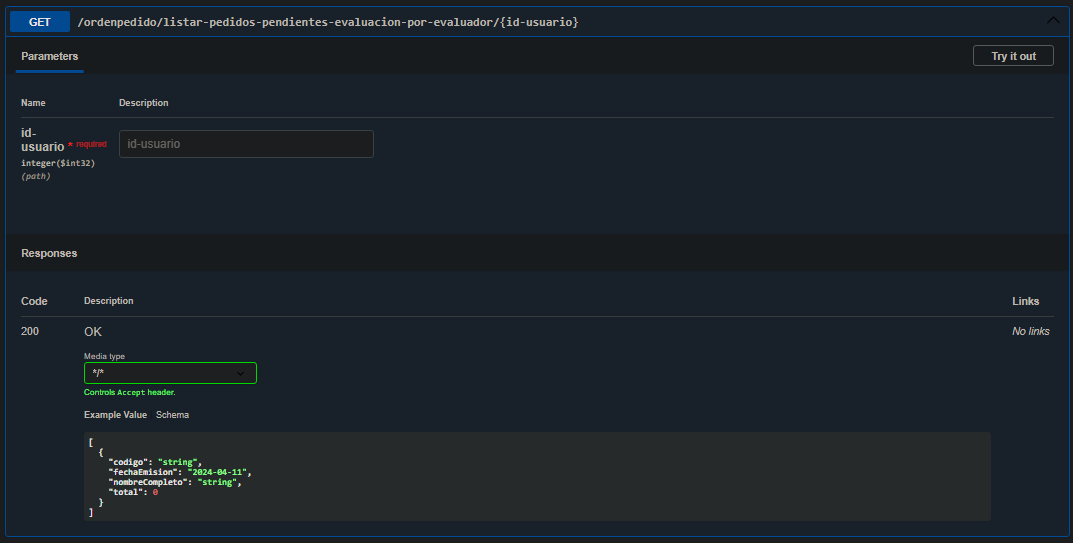 GET /ordenpedido/listar-pedidos-pendientes-evaluacion-por-evaluador/{id-usuario}
Parameters
Try it out
Name Description
id-
usuario * required
id-usuario
integer($int32)
(path)
Responses
Code Description Links
200 OK No links
Media type
*/*
Controls Accept header.
Example Value Schema
[
{
"codigo": "string",
"fechaEmision": "2024-04-11",
"nombreCompleto": "string",
"total": 0
}
]